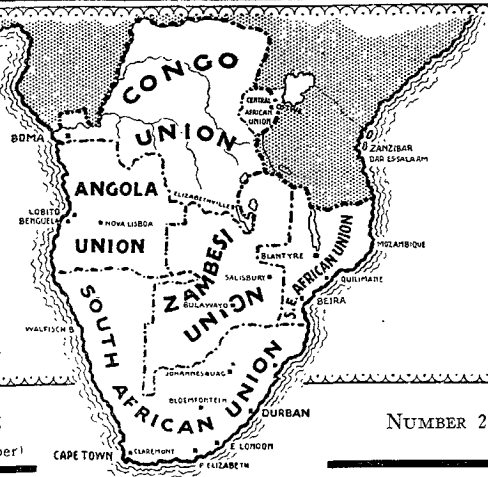 CONGO
UNION
CENTRAL
AFRICAN
UNION
BOMA
ZANZIBAR
DAR ES SALAAM
ANGOLA
UNION
ELIZABETHVILLE
LOBITO
BENGUELA
NOVA LISBOA
ZAMBESI
UNION
BLANTYRE
S.E. AFRICAN UNION
MOZAMBIQUE
SALISBURY
QUILIMANE
BULAWAYO
BEIRA
SOUTH AFRICAN UNION
WALFISCH B
JOHANNESBURG
BLOEMFONTEIN
DURBAN
NUMBER 2
CAPE TOWN
CLAREMONT
E LONDON
P ELIZABETH